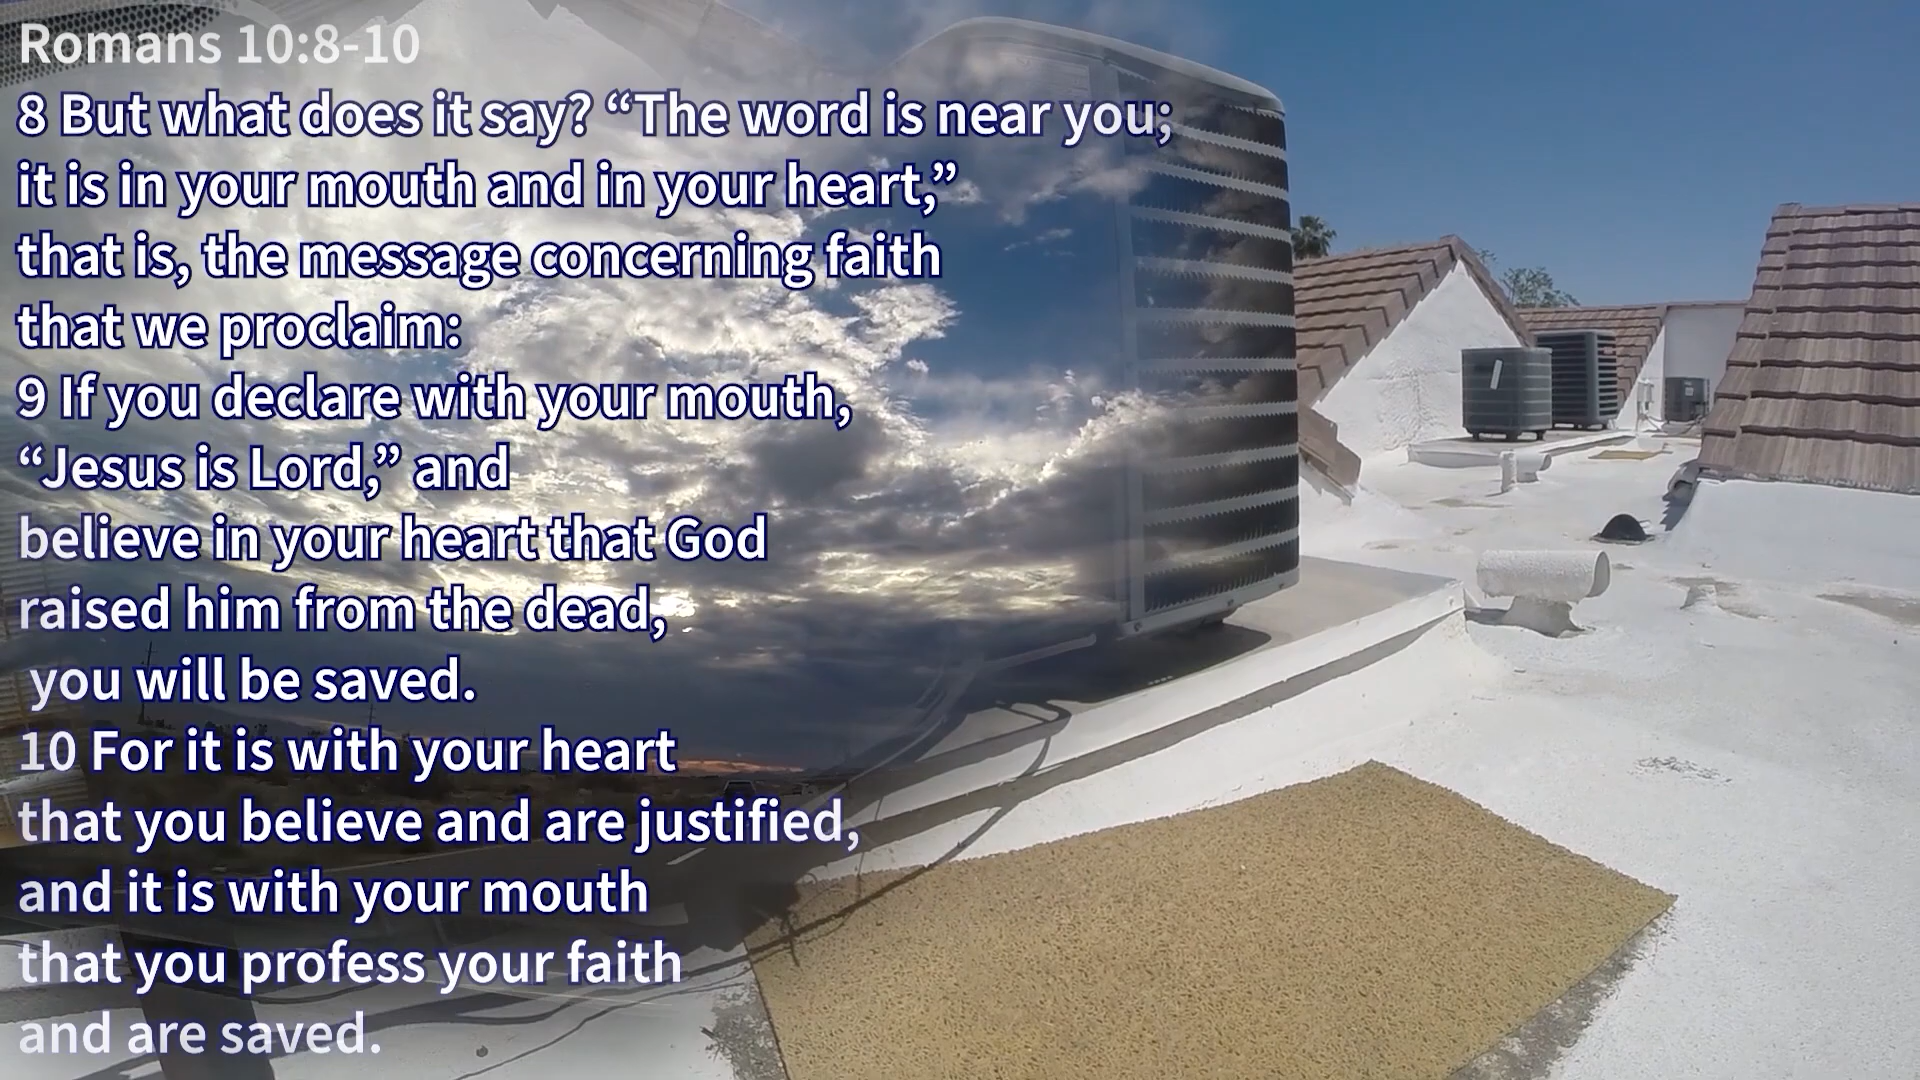 Romans 10:8-10
8 But what does it say? “The word is near you;
it is in your mouth and in your heart,”
that is, the message concerning faith
that we proclaim:
9 If you declare with your mouth,
“Jesus is Lord,” and
believe in your heart that God
raised him from the dead,
you will be saved.
10 For it is with your heart
that you believe and are justified,
and it is with your mouth
that you profess your faith
and are saved.